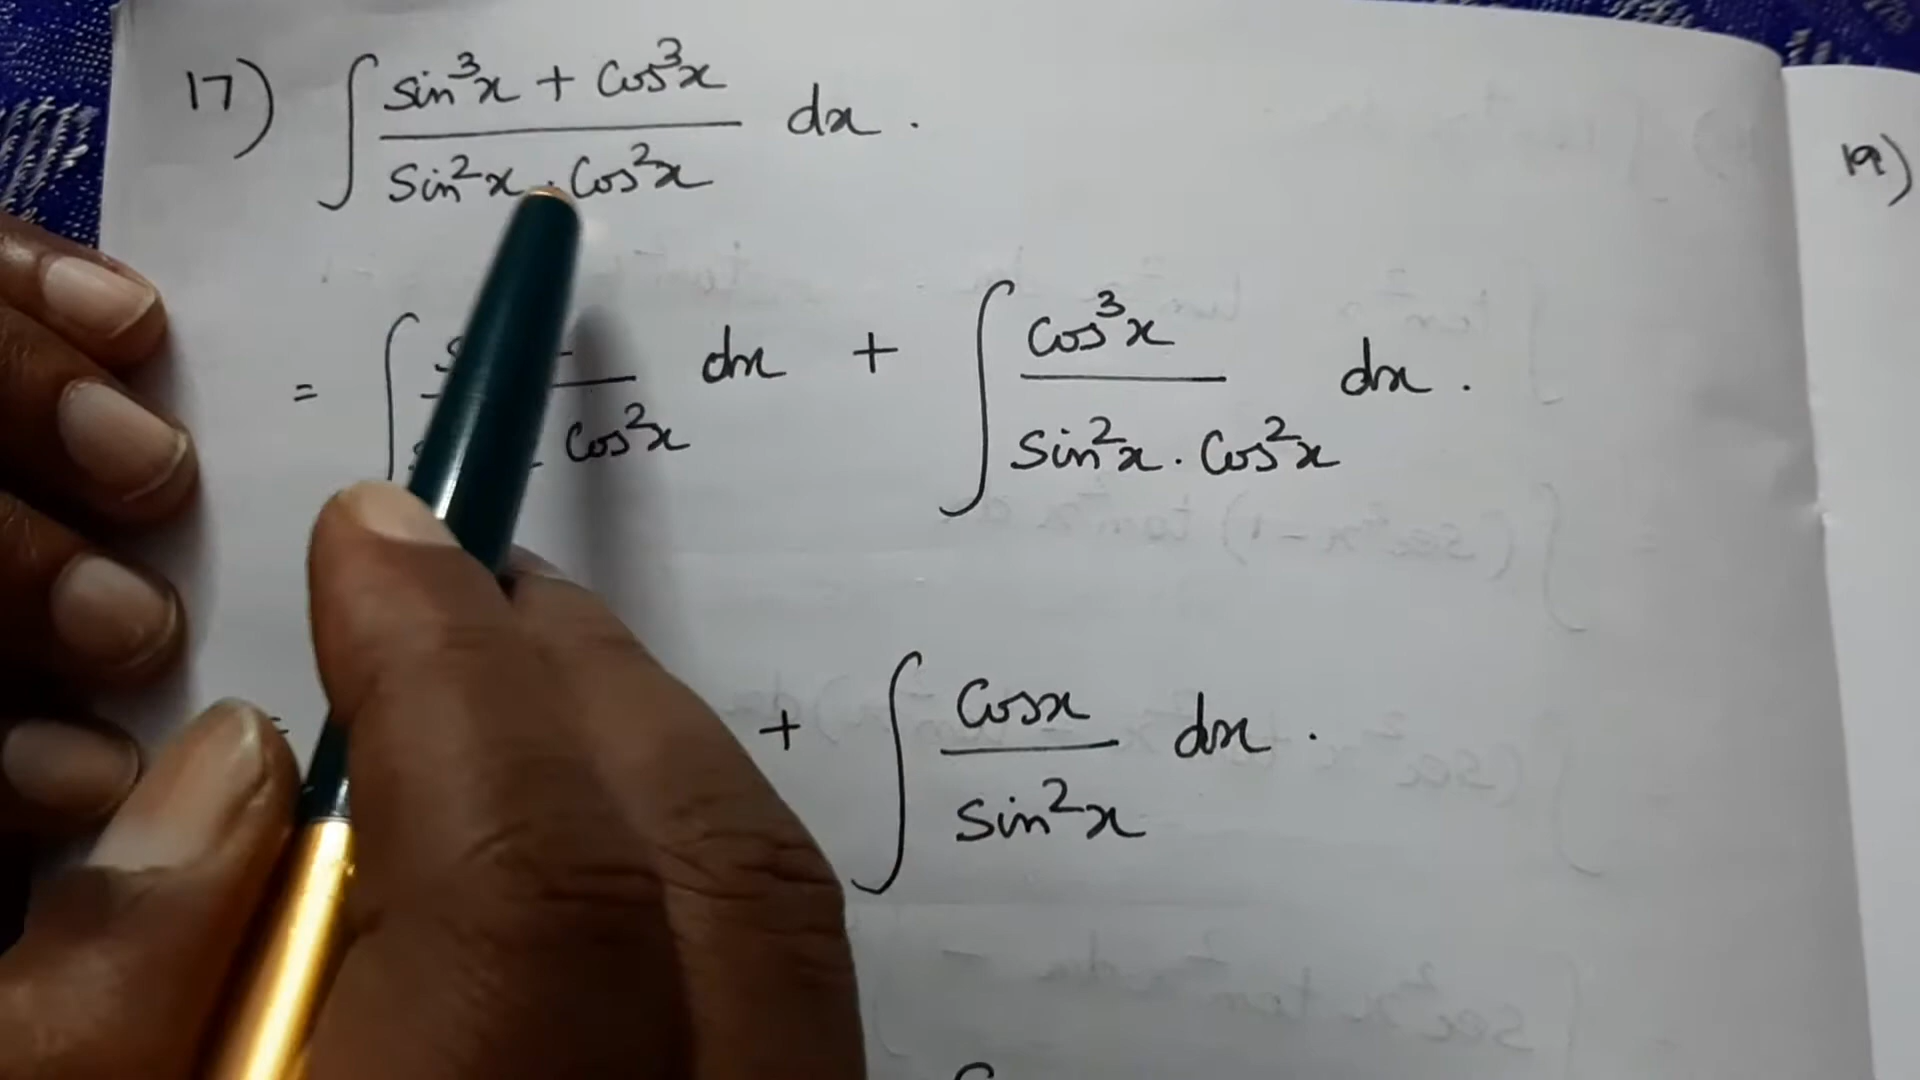 17) ∫ sin³x + cos³x / sin²x · cos²x dx .
= ∫ cos²x dx + ∫ cos³x / sin²x · cos²x dx .
+ ∫ cosx / sin²x dx .
19)